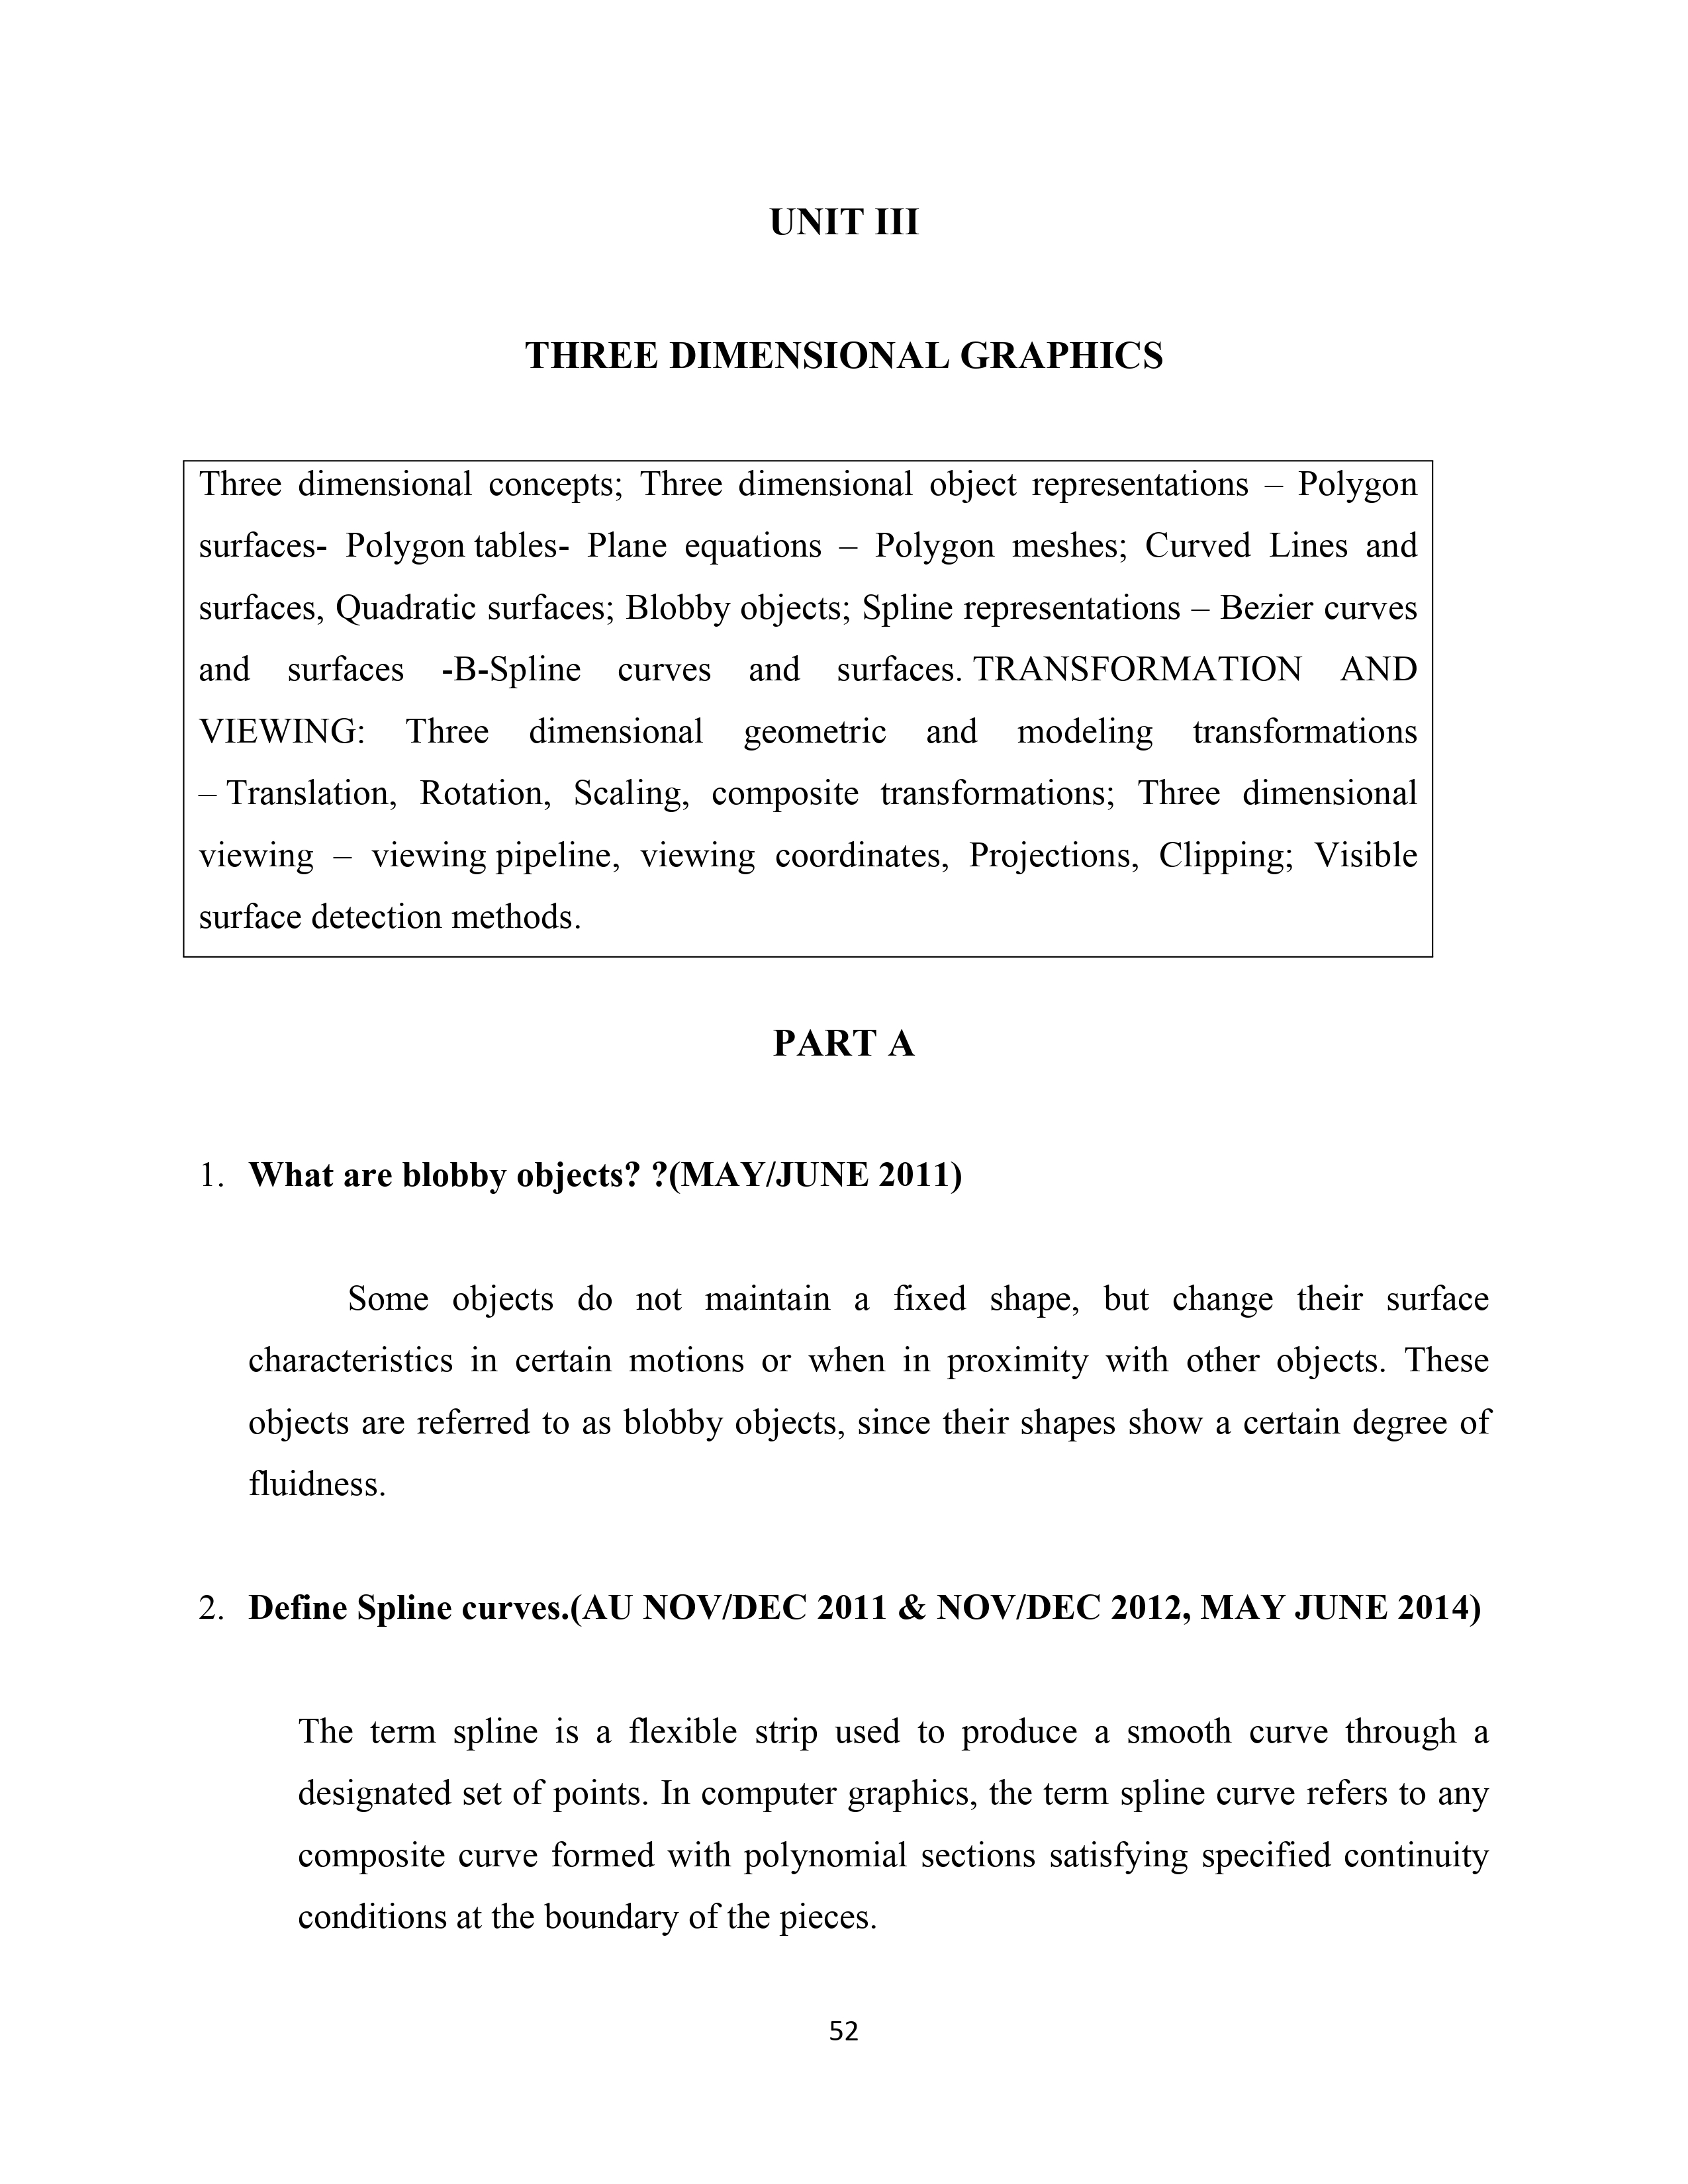 UNIT III
THREE DIMENSIONAL GRAPHICS
Three dimensional concepts; Three dimensional object representations – Polygon
surfaces- Polygon tables- Plane equations – Polygon meshes; Curved Lines and
surfaces, Quadratic surfaces; Blobby objects; Spline representations – Bezier curves
and surfaces -B-Spline curves and surfaces. TRANSFORMATION AND
VIEWING: Three dimensional geometric and modeling transformations
– Translation, Rotation, Scaling, composite transformations; Three dimensional
viewing – viewing pipeline, viewing coordinates, Projections, Clipping; Visible
surface detection methods.
PART A
1. What are blobby objects? ?(MAY/JUNE 2011)
Some objects do not maintain a fixed shape, but change their surface
characteristics in certain motions or when in proximity with other objects. These
objects are referred to as blobby objects, since their shapes show a certain degree of
fluidness.
2. Define Spline curves.(AU NOV/DEC 2011 & NOV/DEC 2012, MAY JUNE 2014)
The term spline is a flexible strip used to produce a smooth curve through a
designated set of points. In computer graphics, the term spline curve refers to any
composite curve formed with polynomial sections satisfying specified continuity
conditions at the boundary of the pieces.
52